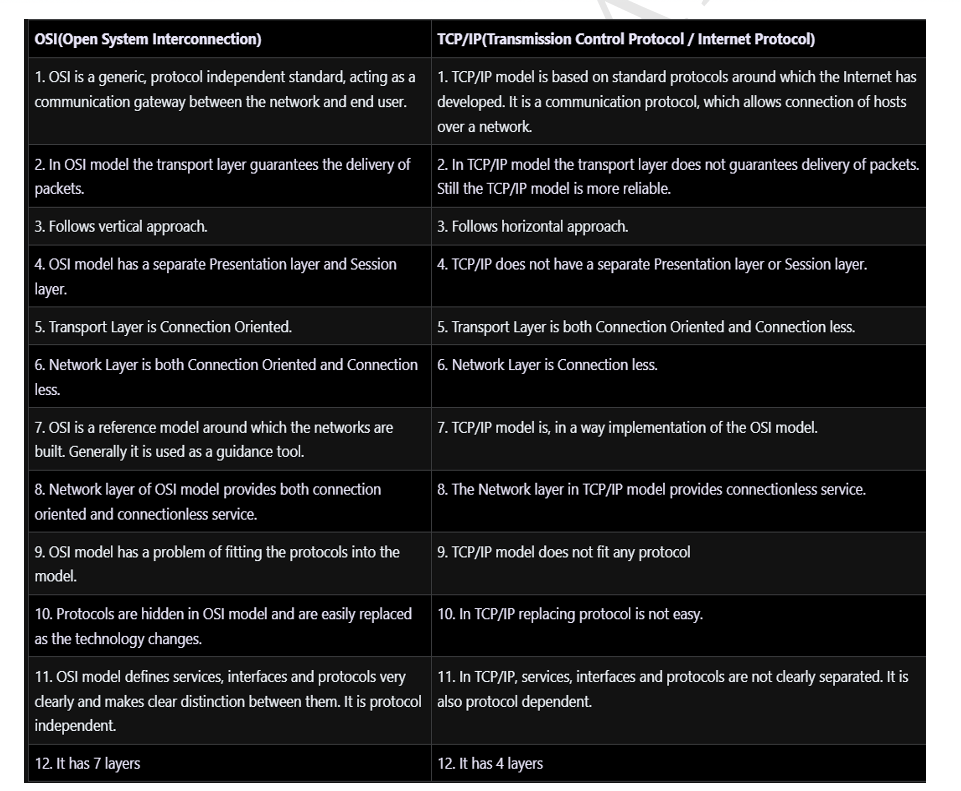 OSI(Open System Interconnection)
TCP/IP(Transmission Control Protocol / Internet Protocol)
1. OSI is a generic, protocol independent standard, acting as a
communication gateway between the network and end user.
1. TCP/IP model is based on standard protocols around which the Internet has
developed. It is a communication protocol, which allows connection of hosts
over a network.
2. In OSI model the transport layer guarantees the delivery of
packets.
2. In TCP/IP model the transport layer does not guarantees delivery of packets.
Still the TCP/IP model is more reliable.
3. Follows vertical approach.
3. Follows horizontal approach.
4. OSI model has a separate Presentation layer and Session
layer.
4. TCP/IP does not have a separate Presentation layer or Session layer.
5. Transport Layer is Connection Oriented.
5. Transport Layer is both Connection Oriented and Connection less.
6. Network Layer is both Connection Oriented and Connection
less.
6. Network Layer is Connection less.
7. OSI is a reference model around which the networks are
built. Generally it is used as a guidance tool.
7. TCP/IP model is, in a way implementation of the OSI model.
8. Network layer of OSI model provides both connection
oriented and connectionless service.
8. The Network layer in TCP/IP model provides connectionless service.
9. OSI model has a problem of fitting the protocols into the
model.
9. TCP/IP model does not fit any protocol
10. Protocols are hidden in OSI model and are easily replaced
as the technology changes.
10. In TCP/IP replacing protocol is not easy.
11. OSI model defines services, interfaces and protocols very
clearly and makes clear distinction between them. It is protocol
independent.
11. In TCP/IP, services, interfaces and protocols are not clearly separated. It is
also protocol dependent.
12. It has 7 layers
12. It has 4 layers